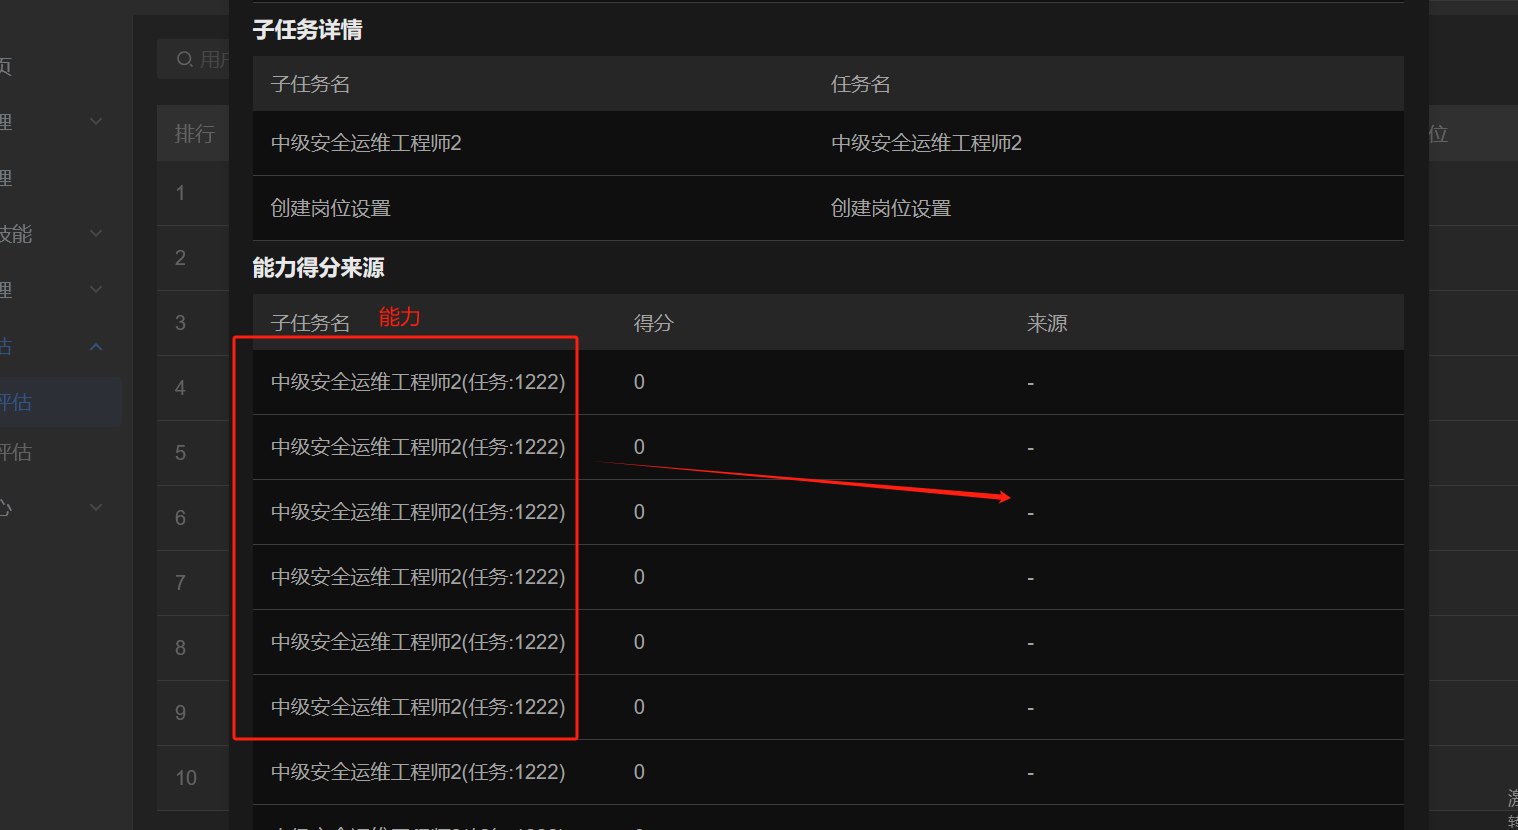 子任务详情
页
用户
子任务名 任务名
理
排行
位
中级安全运维工程师2 中级安全运维工程师2
理
1
创建岗位设置 创建岗位设置
技能
2
能力得分来源
理
子任务名 能力 得分 来源
3
估
中级安全运维工程师2(任务:1222) 0 -
4
评估
中级安全运维工程师2(任务:1222) 0 -
5
评估
中级安全运维工程师2(任务:1222) 0 -
6
心
中级安全运维工程师2(任务:1222) 0 -
7
中级安全运维工程师2(任务:1222) 0 -
8
中级安全运维工程师2(任务:1222) 0 -
9
中级安全运维工程师2(任务:1222) 0 -
10